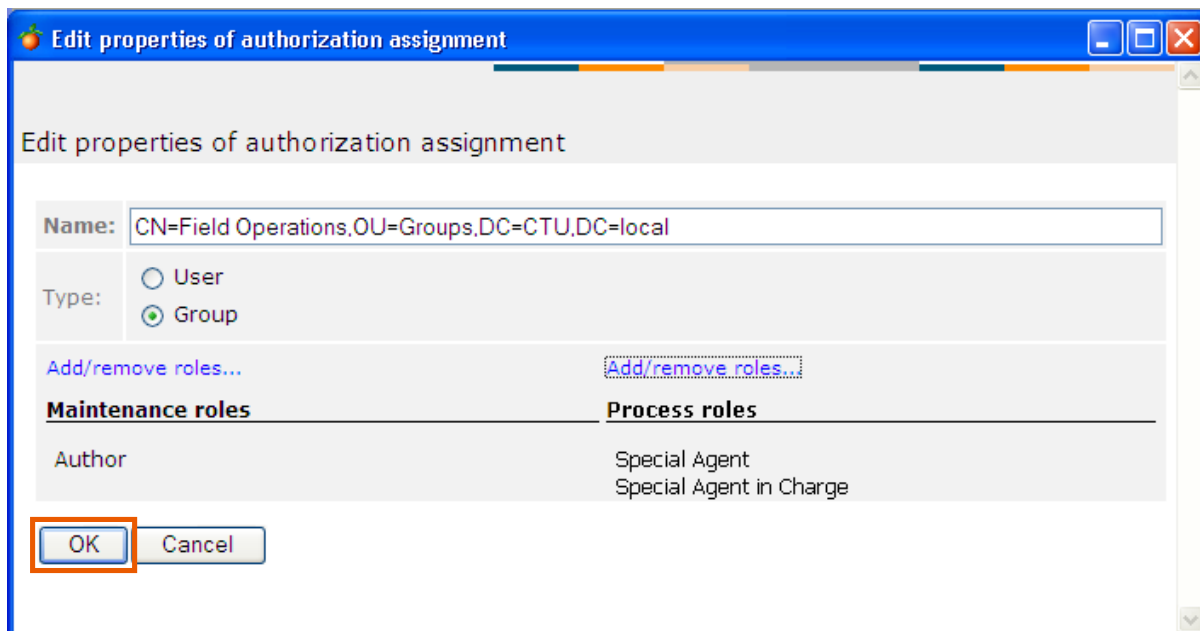 Edit properties of authorization assignment
Edit properties of authorization assignment
Name: CN=Field Operations,OU=Groups,DC=CTU,DC=local
Type:
User
Group
Add/remove roles... Add/remove roles...
Maintenance roles Process roles
Author Special Agent
Special Agent in Charge
OK Cancel